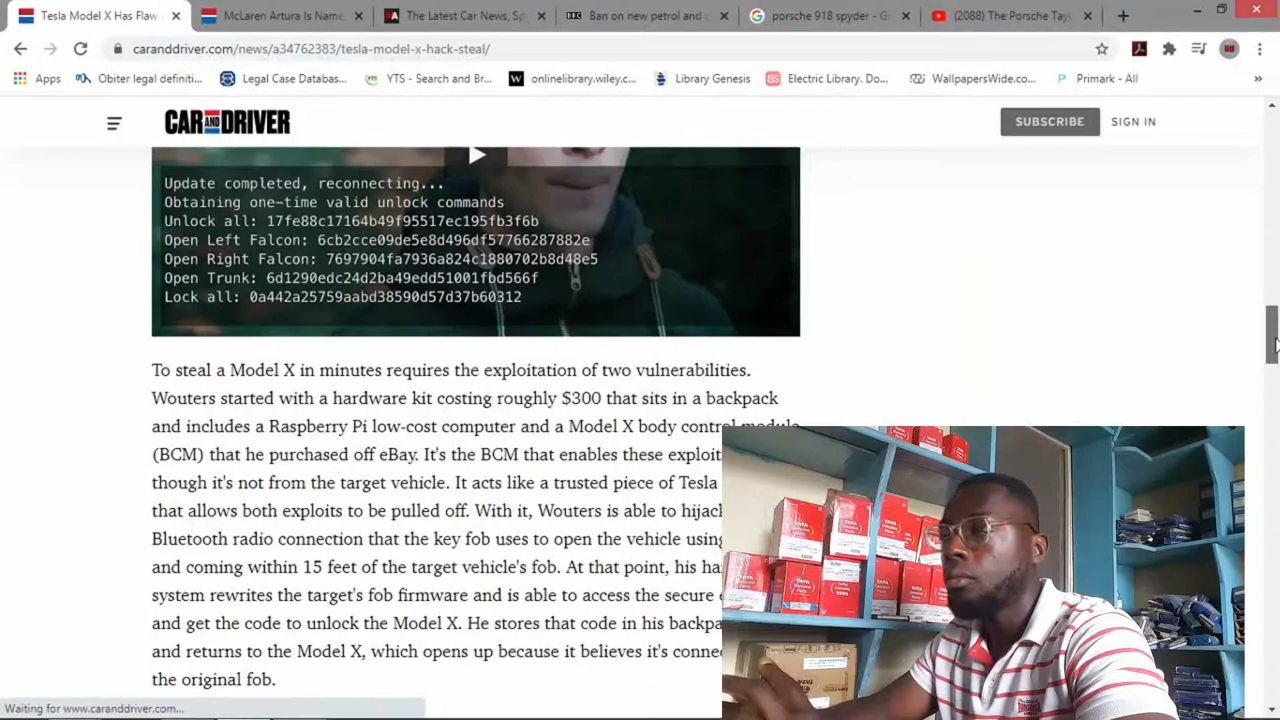 Tesla Model X Has Flaw
McLaren Artura Is Name
The Latest Car News, Sp
Ban on new petrol and
porsche 918 spyder - G
(2088) The Porsche Tay
caranddriver.com/news/a34762383/tesla-model-x-hack-steal/
Apps
Obiter legal definiti...
Legal Case Databas...
YTS - Search and Br...
onlinelibrary.wiley.c...
Library Genesis
Electric Library. Do...
WallpapersWide.co...
Primark - All
CAR AND DRIVER
SUBSCRIBE
SIGN IN
Update completed, reconnecting...
Obtaining one-time valid unlock commands
Unlock all: 17fe88c17164b49f95517ec195fb3f6b
Open Left Falcon: 6cb2cce09de5e8d496df57766287882e
Open Right Falcon: 7697904fa7936a824c1880702b8d48e5
Open Trunk: 6d1290edc24d2ba49edd51001fbd566f
Lock all: 0a442a25759aabd38590d57d37b60312
To steal a Model X in minutes requires the exploitation of two vulnerabilities.
Wouters started with a hardware kit costing roughly $300 that sits in a backpack
and includes a Raspberry Pi low-cost computer and a Model X body control module
(BCM) that he purchased off eBay. It's the BCM that enables these exploit
though it's not from the target vehicle. It acts like a trusted piece of Tesla
that allows both exploits to be pulled off. With it, Wouters is able to hijac
Bluetooth radio connection that the key fob uses to open the vehicle using
and coming within 15 feet of the target vehicle's fob. At that point, his ha
system rewrites the target's fob firmware and is able to access the secure e
and get the code to unlock the Model X. He stores that code in his backpa
and returns to the Model X, which opens up because it believes it's conne
the original fob.
Waiting for www.caranddriver.com...
TATA
TATA
TATA